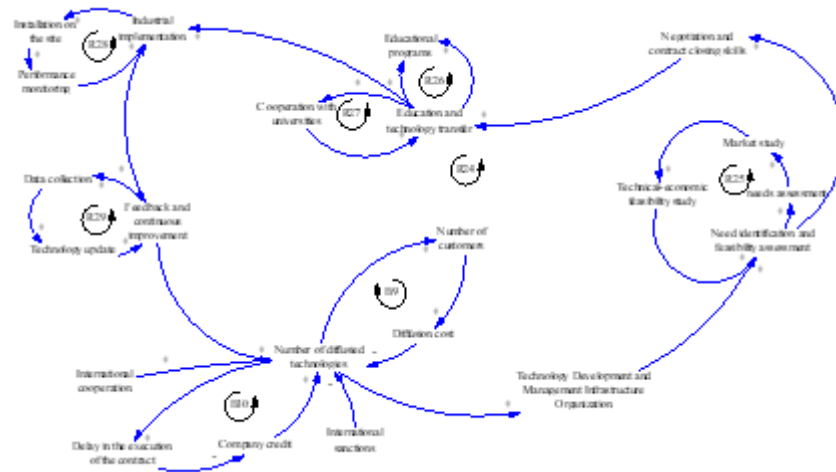 Installation on
the site
Industrial
implementation
R28
Performance
monitoring
Educational
programs
R26
Cooperation with
universities
R27
Education and
technology transfer
R24
Negotiation and
contract closing skills
Market study
R25
Technical-economic
feasibility study
needs assessment
Need identification and
feasibility assessment
Data collection
R29
Feedback and
continuous
improvement
Technology update
Number of
customers
B9
Diffusion cost
Number of diffused
technologies
International
cooperation
B10
Technology Development and
Management Infrastructure
Organization
Delay in the execution
of the contract
Company credit
International
sanctions